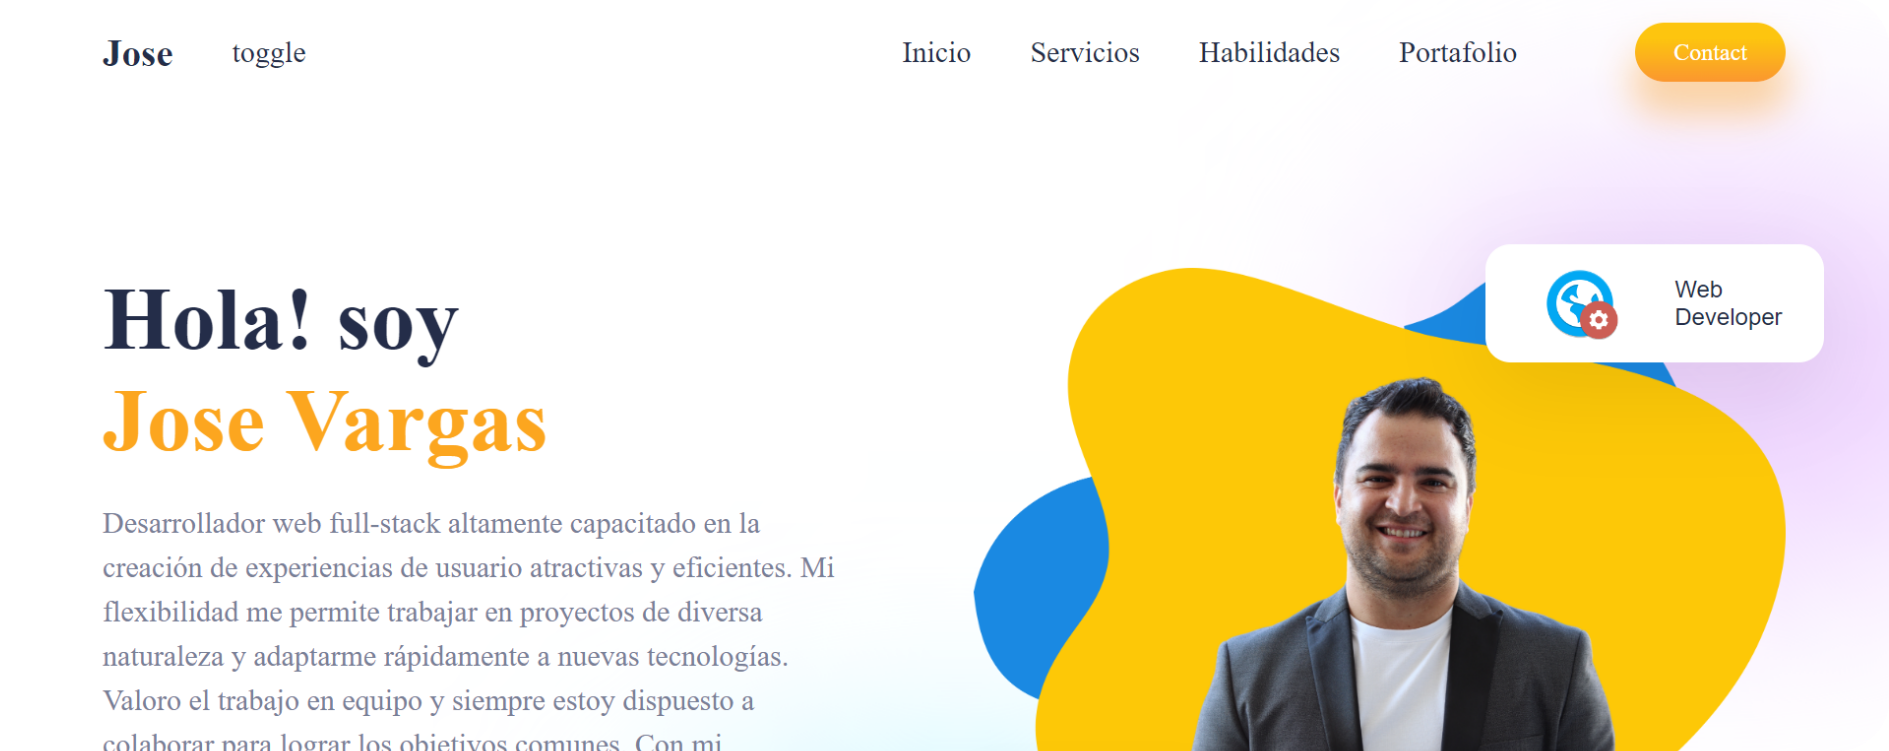 Jose toggle Inicio Servicios Habilidades Portafolio Contact
Web
Developer
Hola! soy
Jose Vargas
Desarrollador web full-stack altamente capacitado en la
creación de experiencias de usuario atractivas y eficientes. Mi
flexibilidad me permite trabajar en proyectos de diversa
naturaleza y adaptarme rápidamente a nuevas tecnologías.
Valoro el trabajo en equipo y siempre estoy dispuesto a
colaborar para lograr los objetivos comunes. Con mi